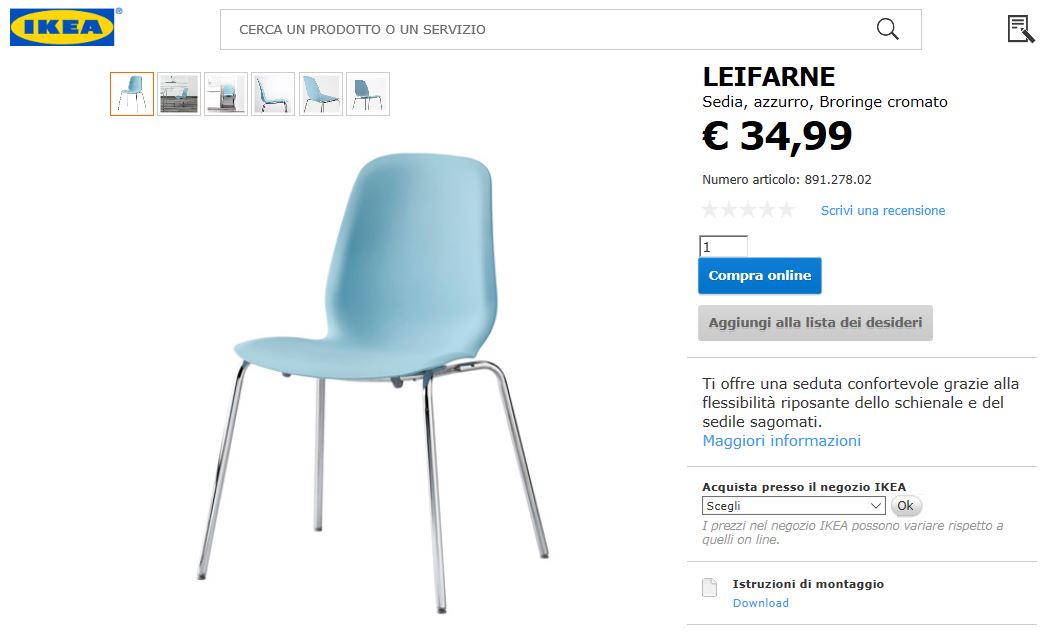 IKEA
CERCA UN PRODOTTO O UN SERVIZIO
LEIFARNE
Sedia, azzurro, Broringe cromato
€ 34,99
Numero articolo: 891.278.02
Scrivi una recensione
1
Compra online
Aggiungi alla lista dei desideri
Ti offre una seduta confortevole grazie alla
flessibilità riposante dello schienale e del
sedile sagomati.
Maggiori informazioni
Acquista presso il negozio IKEA
Scegli Ok
I prezzi nel negozio IKEA possono variare rispetto a
quelli on line.
Istruzioni di montaggio
Download